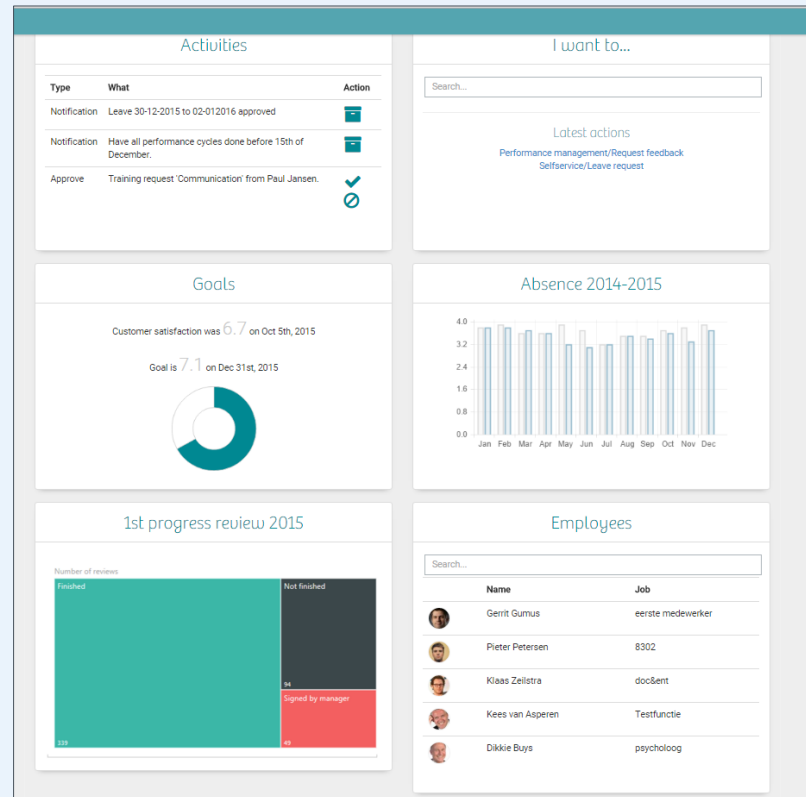 Activities
Type What Action
Notification Leave 30-12-2015 to 02-012016 approved
Notification Have all performance cycles done before 15th of
December.
Approve Training request 'Communication' from Paul Jansen.
I want to...
Search...
Latest actions
Performance management/Request feedback
Selfservice/Leave request
Goals
Customer satisfaction was 6.7 on Oct 5th, 2015
Goal is 7.1 on Dec 31st, 2015
Absence 2014-2015
4.0
3.2
2.4
1.6
0.8
0.0
Jan Feb Mar Apr May Jun Jul Aug Sep Oct Nov Dec
1st progress review 2015
Number of reviews
Finished
339
Not finished
94
Signed by manager
49
Employees
Search...
Name Job
Gerrit Gumus eerste medewerker
Pieter Petersen 8302
Klaas Zeilstra doc&ent
Kees van Asperen Testfunctie
Dikkie Buys psycholoog